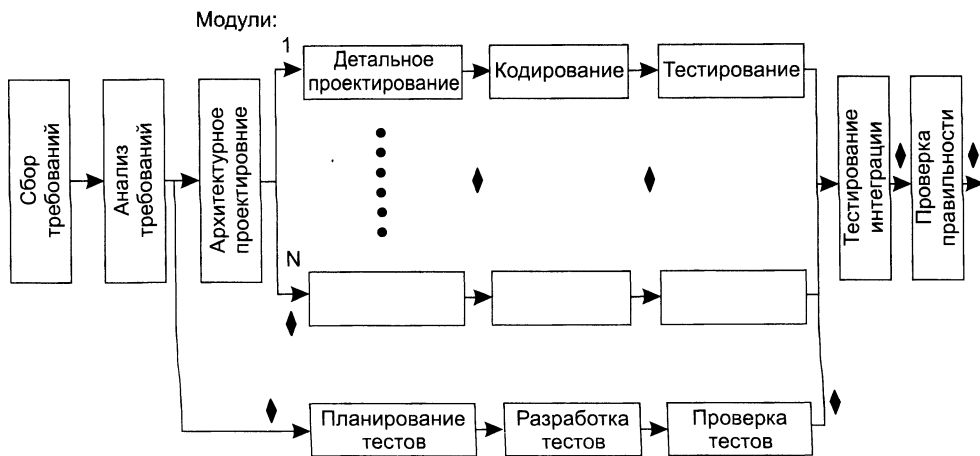 Модули:
1
Детальное
проектирование
Кодирование
Тестирование
Сбор
требований
Анализ
требований
Архитектурное
проектировние
Тестирование
интеграции
Проверка
правильности
N
Планирование
тестов
Разработка
тестов
Проверка
тестов